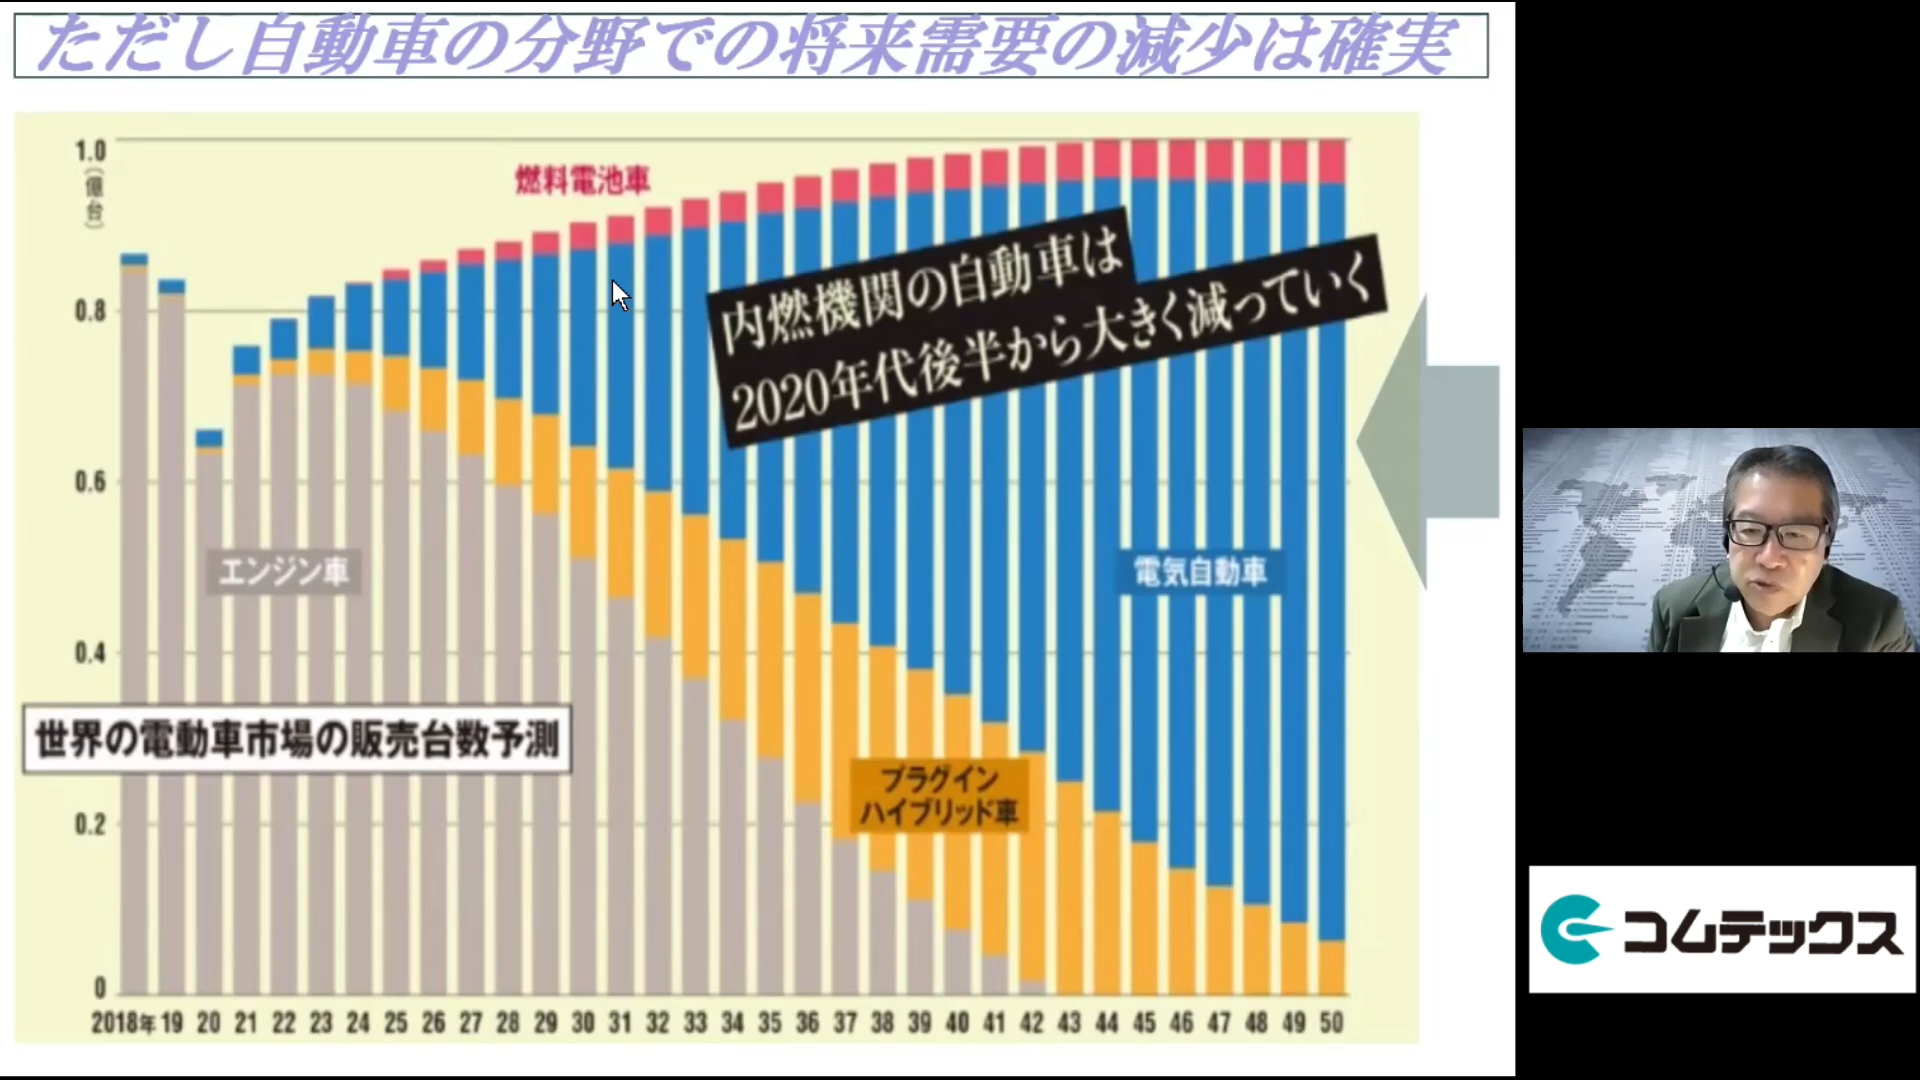 ただし自動車の分野での将来需要の減少は確実
1.0
(億台)
燃料電池車
内燃機関の自動車は
2020年代後半から大きく減っていく
0.8
0.6
エンジン車
電気自動車
0.4
世界の電動車市場の販売台数予測
プラグイン
ハイブリッド車
0.2
0
2018年 19 20 21 22 23 24 25 26 27 28 29 30 31 32 33 34 35 36 37 38 39 40 41 42 43 44 45 46 47 48 49 50
コムテックス